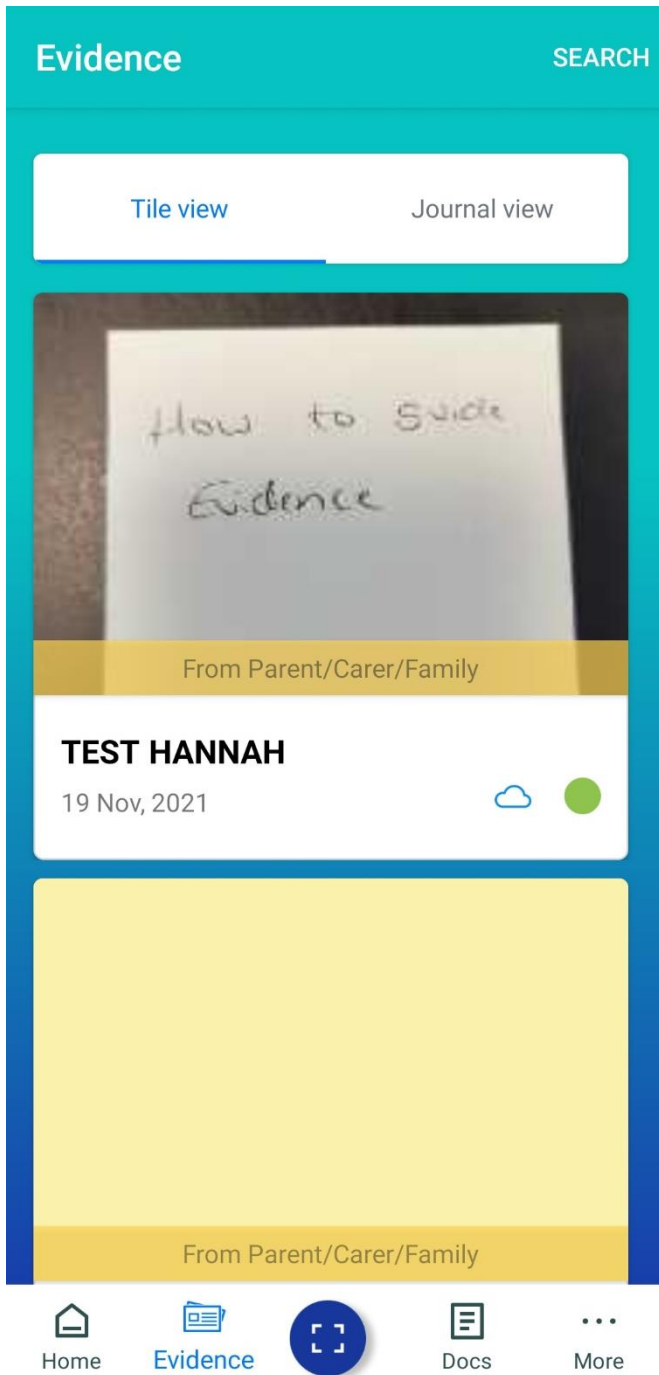 Evidence
SEARCH
Tile view
Journal view
How to guide
Evidence
From Parent/Carer/Family
TEST HANNAH
19 Nov, 2021
From Parent/Carer/Family
Home
Evidence
Docs
More